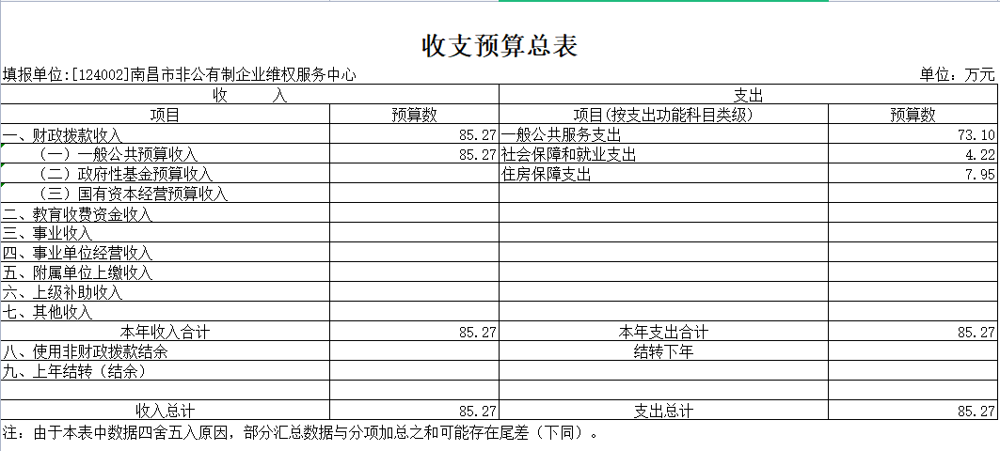 收支预算总表
填报单位:[124002]南昌市非公有制企业维权服务中心 单位：万元
收 入 支出
项目 预算数 项目(按支出功能科目类级) 预算数
一、财政拨款收入 85.27 一般公共服务支出 73.10
（一）一般公共预算收入 85.27 社会保障和就业支出 4.22
（二）政府性基金预算收入 住房保障支出 7.95
（三）国有资本经营预算收入
二、教育收费资金收入
三、事业收入
四、事业单位经营收入
五、附属单位上缴收入
六、上级补助收入
七、其他收入
本年收入合计 85.27 本年支出合计 85.27
八、使用非财政拨款结余 结转下年
九、上年结转（结余）
收入总计 85.27 支出总计 85.27
注：由于本表中数据四舍五入原因，部分汇总数据与分项加总之和可能存在尾差（下同）。